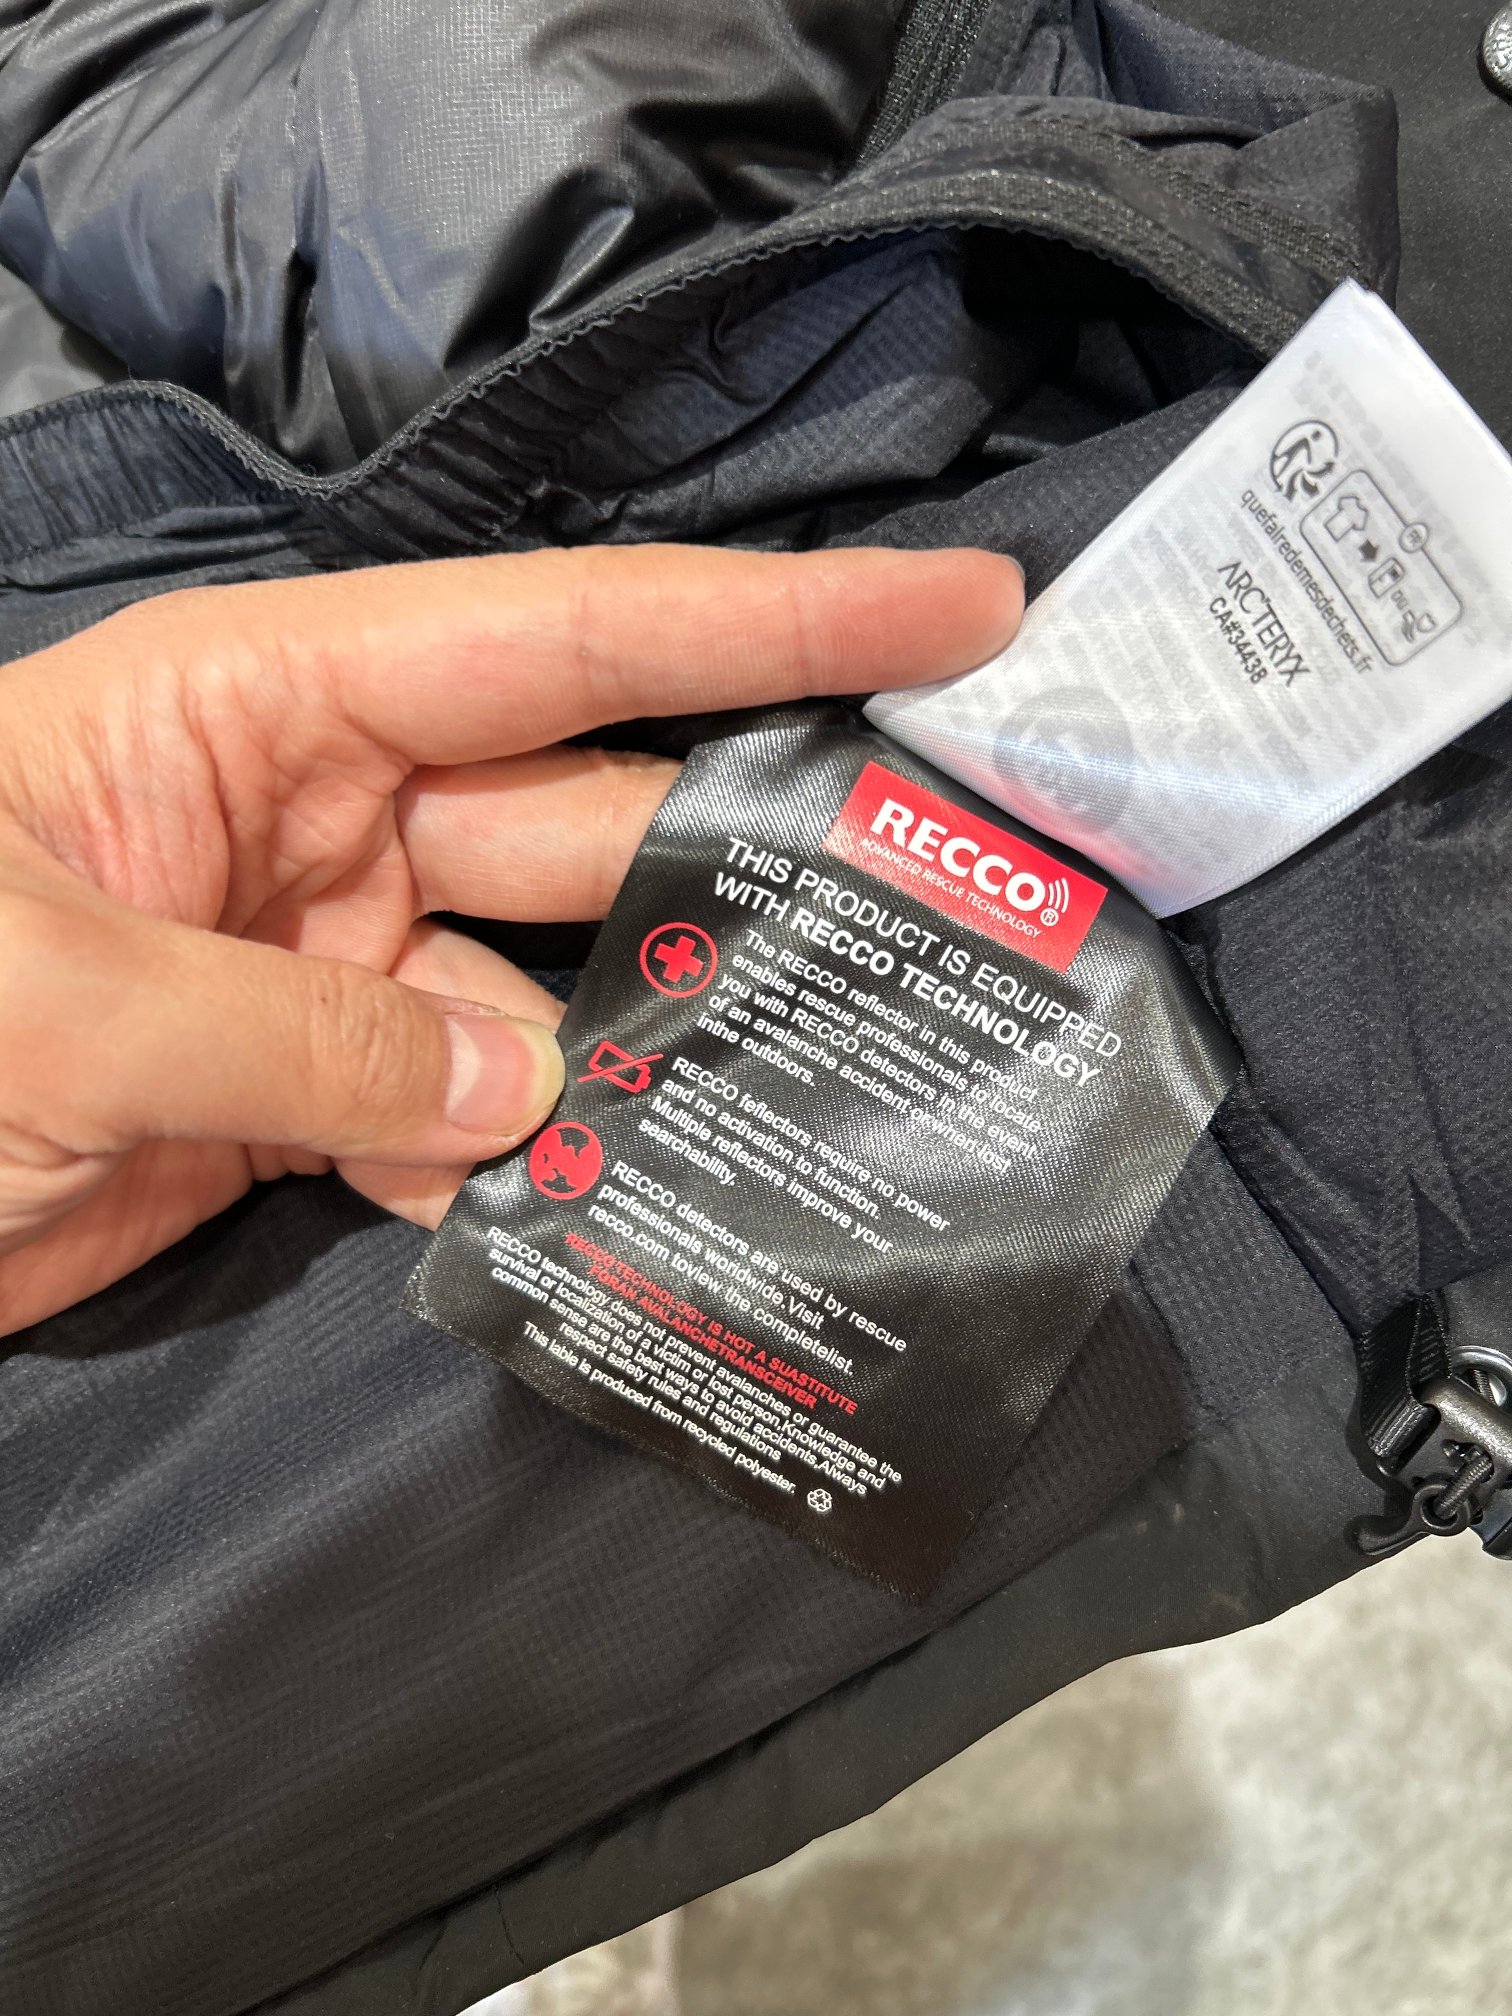 quefairedemesdechets.fr
FR
OU
ARC'TERYX
CA#34438
RECCO®
ADVANCED RESCUE TECHNOLOGY
THIS PRODUCT IS EQUIPPED
WITH RECCO TECHNOLOGY
The RECCO reflector in this product
enables rescue professionals to locate
you with RECCO detectors in the event
of an avalanche accident,or when lost
inthe outdoors.
RECCO feflectors require no power
and no activation to function.
Multiple reflectors improve your
searchability.
RECCO detectors are used by rescue
professionals worldwide.Visit
recco.com toview the completelist.
RECCOTECHNOLOGY IS HOT A SUASTITUTE
FORAN AVALANCHETRANSCEIVER
RECCO technology does not prevent avalanches or guarantee the
survival or localization of a victim or lost person,Knowledge and
common sense are the best ways to avoid accidents,Always
respect safety rules and regulations
This lable is produced from recycled polyester.